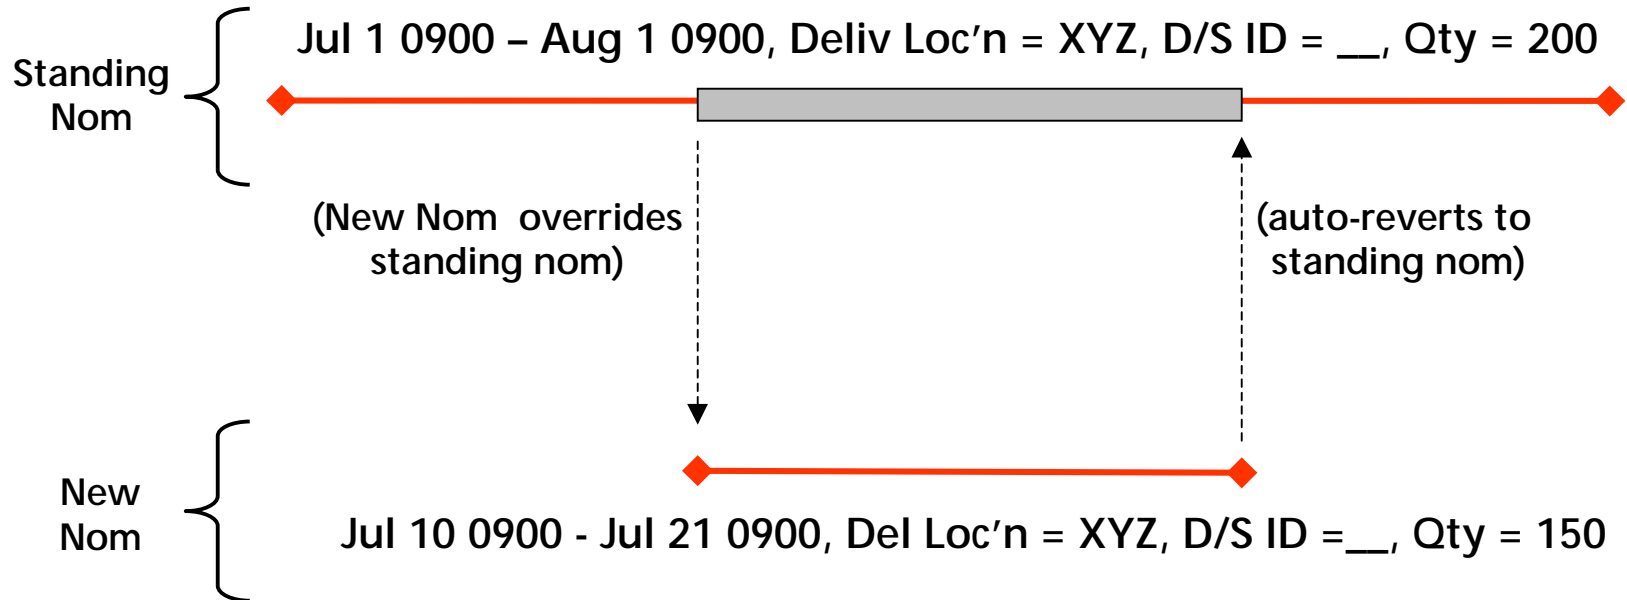 Jul 1 0900 – Aug 1 0900, Deliv Loc’n = XYZ, D/S ID = __, Qty = 200
Standing
Nom
(New Nom  overrides
standing nom)
(auto-reverts to
standing nom)
New
Nom
Jul 10 0900 - Jul 21 0900, Del Loc’n = XYZ, D/S ID =__, Qty = 150